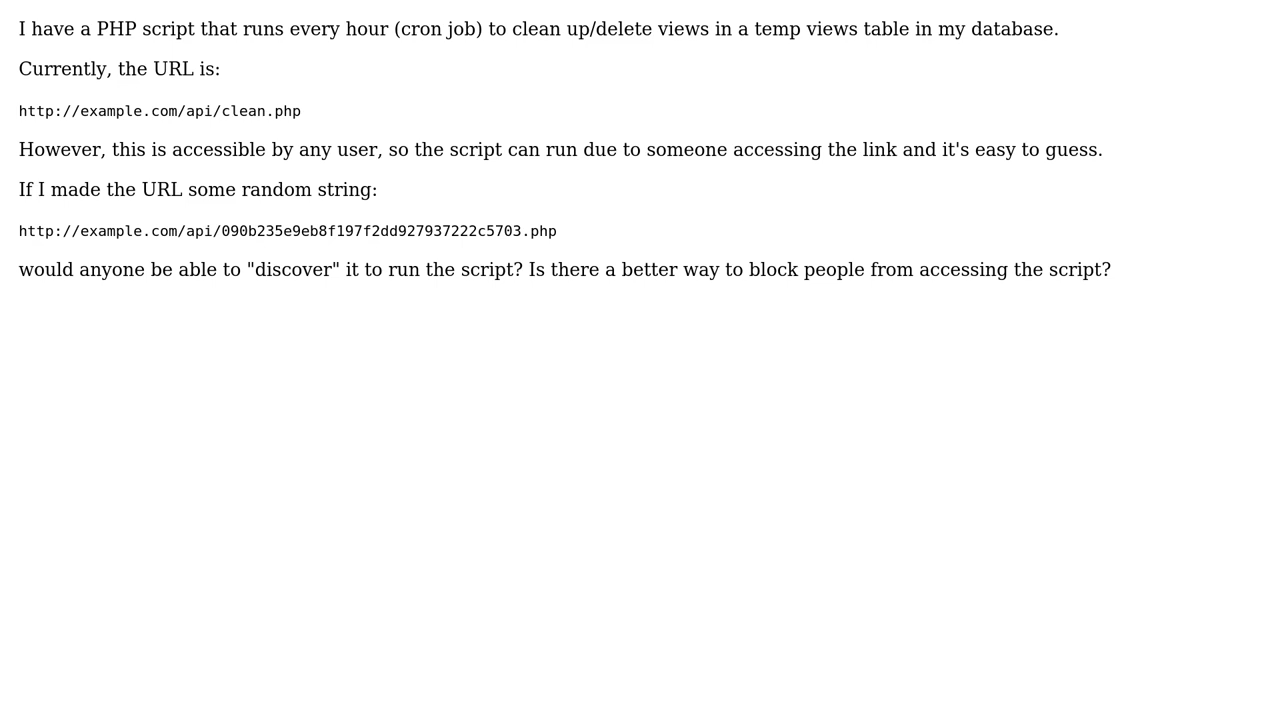 I have a PHP script that runs every hour (cron job) to clean up/delete views in a temp views table in my database.
Currently, the URL is:
http://example.com/api/clean.php
However, this is accessible by any user, so the script can run due to someone accessing the link and it's easy to guess.
If I made the URL some random string:
http://example.com/api/090b235e9eb8f197f2dd927937222c5703.php
would anyone be able to "discover" it to run the script? Is there a better way to block people from accessing the script?